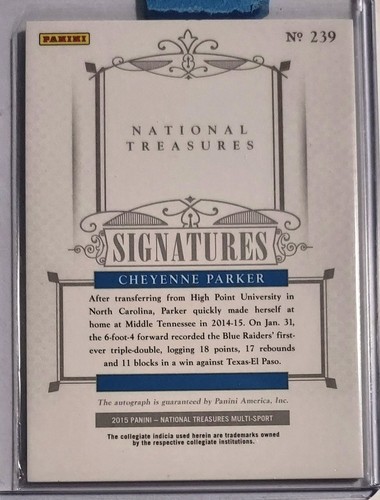 PANINI
Nº 239
NATIONAL
TREASURES
SIGNATURES
CHEYENNE PARKER
After transferring from High Point University in
North Carolina, Parker quickly made herself at
home at Middle Tennessee in 2014-15. On Jan. 31,
the 6-foot-4 forward recorded the Blue Raiders' first-
ever triple-double, logging 18 points, 17 rebounds
and 11 blocks in a win against Texas-El Paso.
The autograph is guaranteed by Panini America, Inc.
2015 PANINI – NATIONAL TREASURES MULTI-SPORT
The collegiate indicia used herein are trademarks owned
by the respective collegiate institutions.